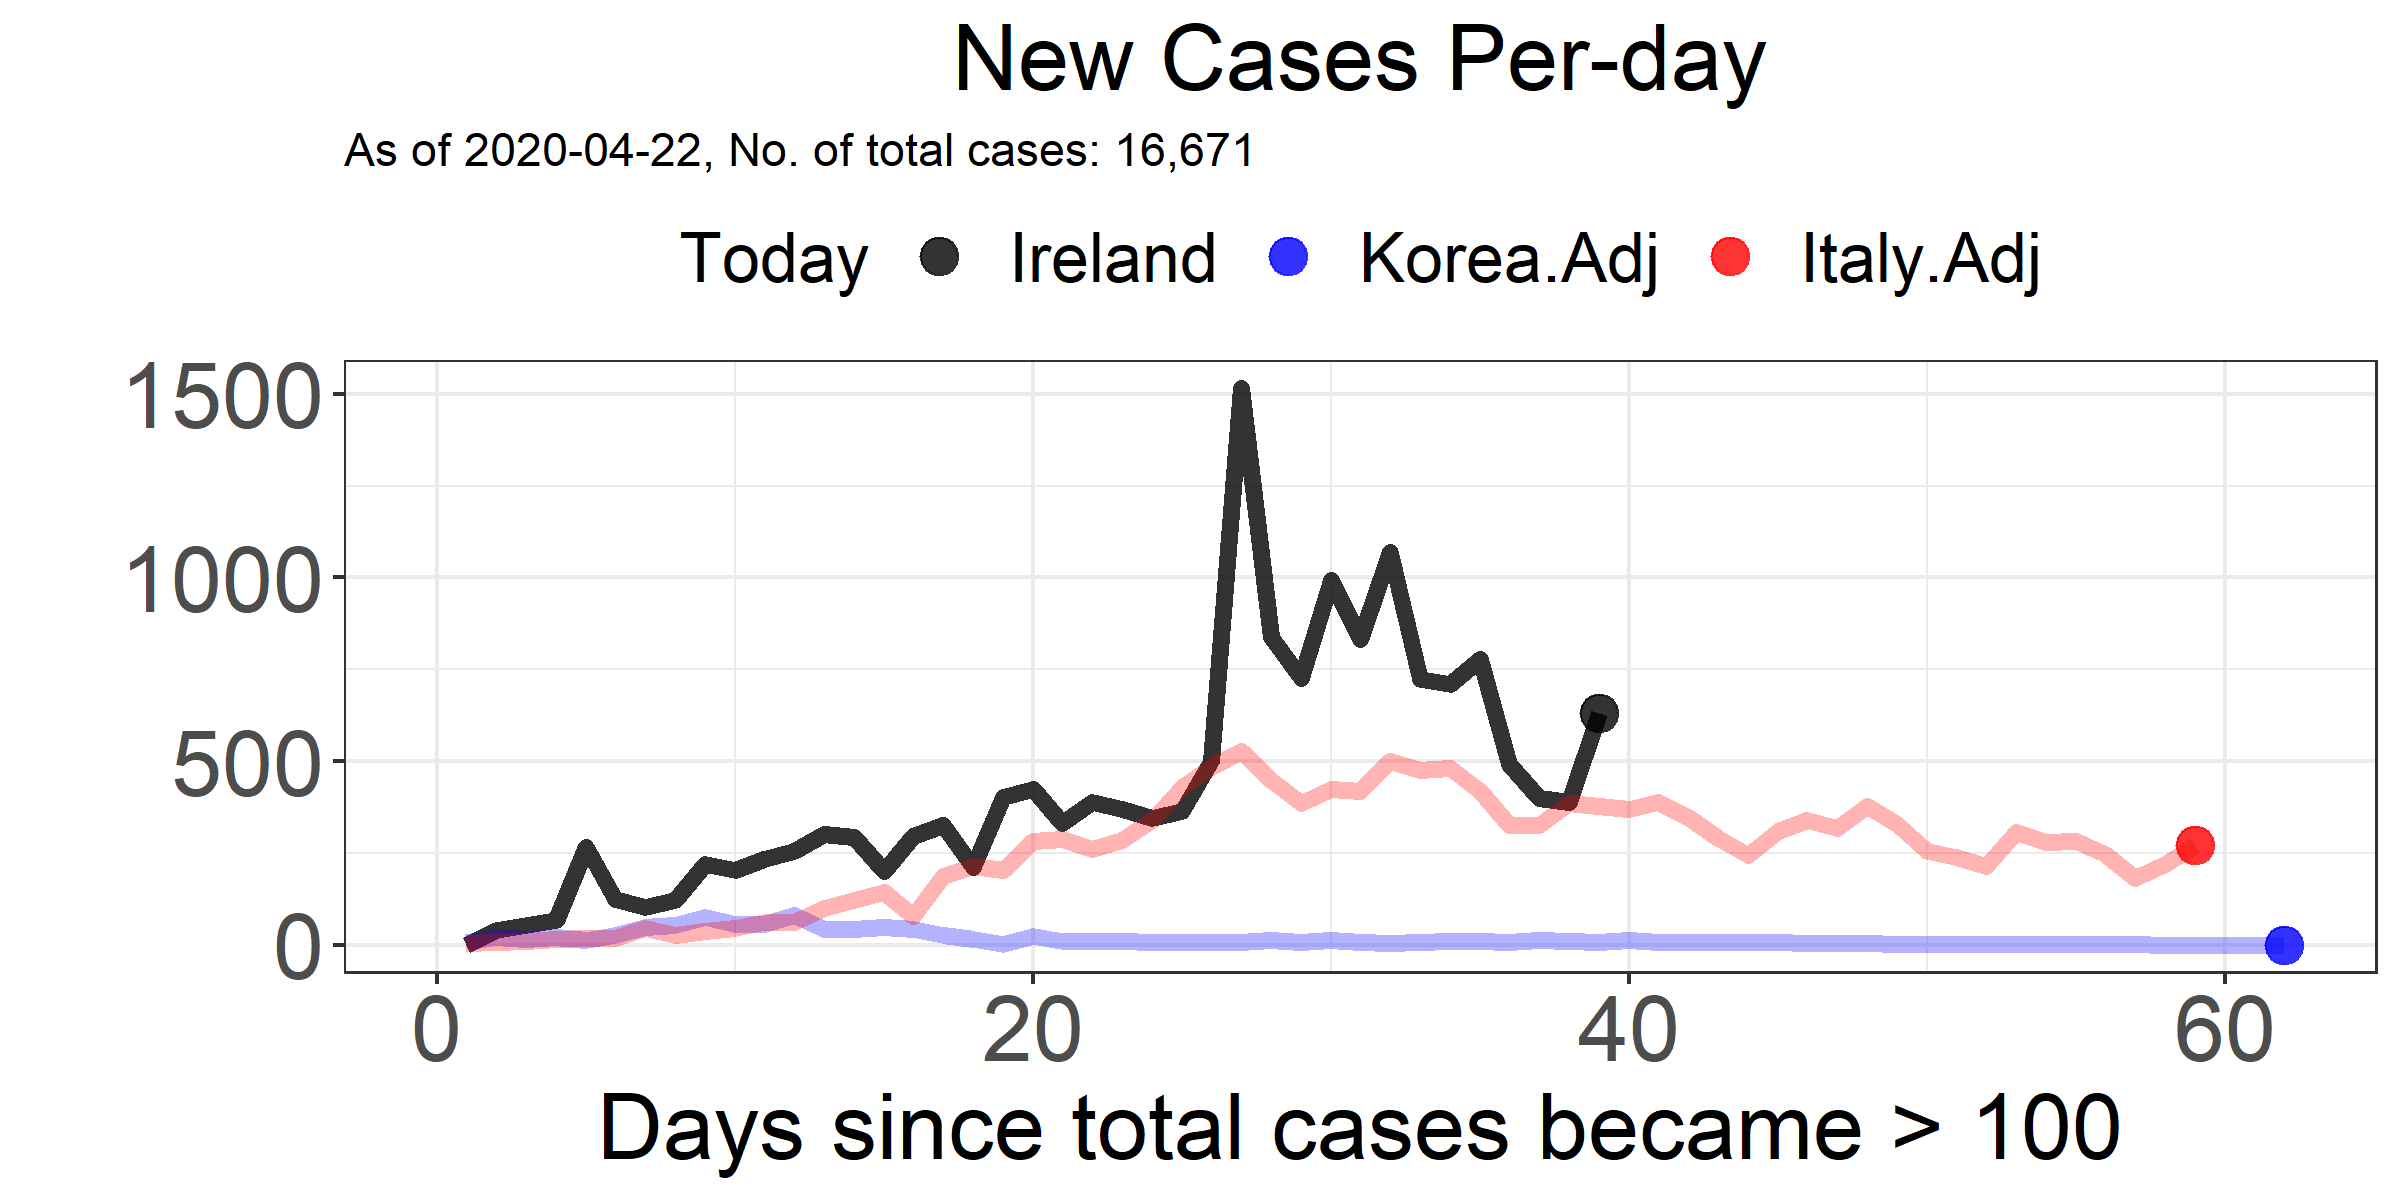 New Cases Per-day
As of 2020-04-22, No. of total cases: 16,671
Today Ireland Korea.Adj Italy.Adj
1500
1000
500
0
0 20 40 60
Days since total cases became > 100